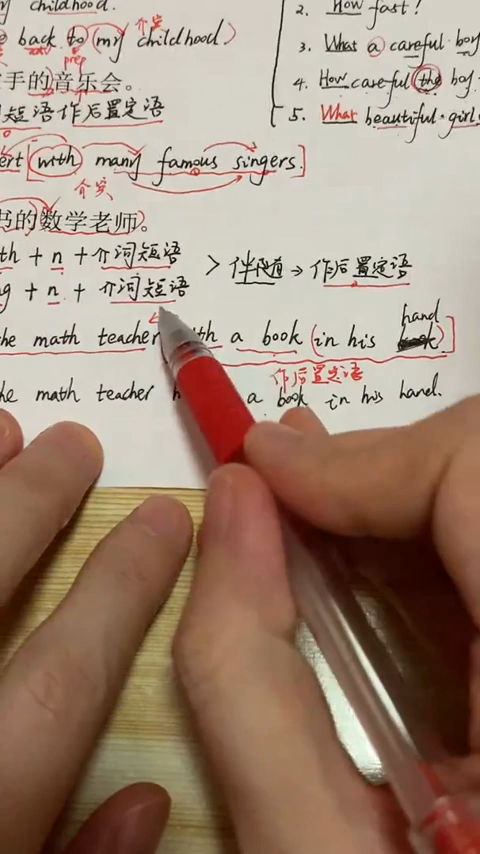 childhood.
back to my childhood)
介宾
prep
手的音乐会。
短语作后置定语
with many famous singers.]
介宾
书的数学老师)。
th + n + 介词短语
g + n + 介词短语
> 伴随 → 作后置定语
he math teacher with a book (in his hand)]
作后置定语
he math teacher h a book in his hand.
2. How fast!
3. What a careful boy
4. How careful the boy
5. What beautiful girl